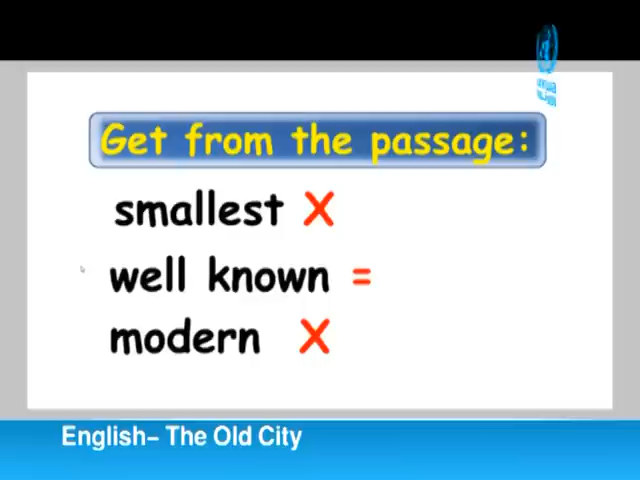 Get from the passage:
smallest X
well known =
modern X
English– The Old City